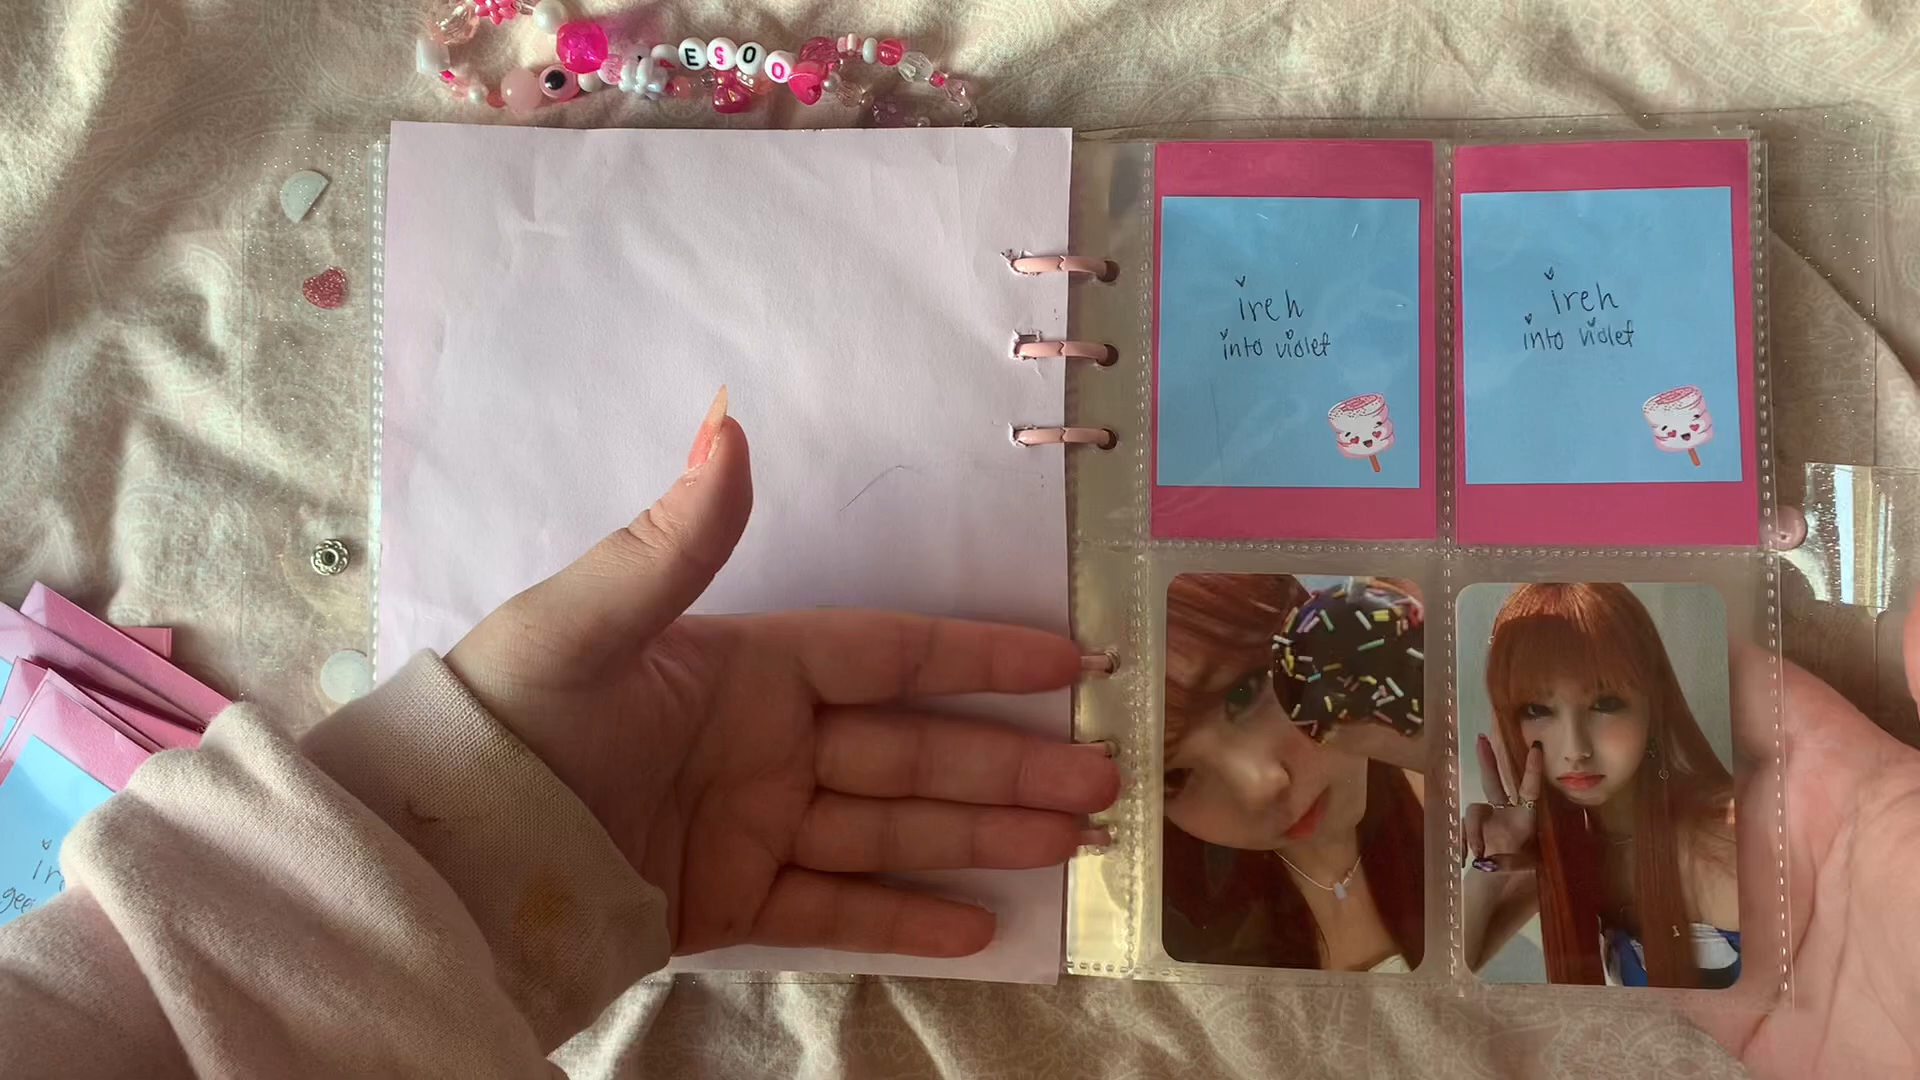 ESOO
ireh
into violet
ireh
into violet